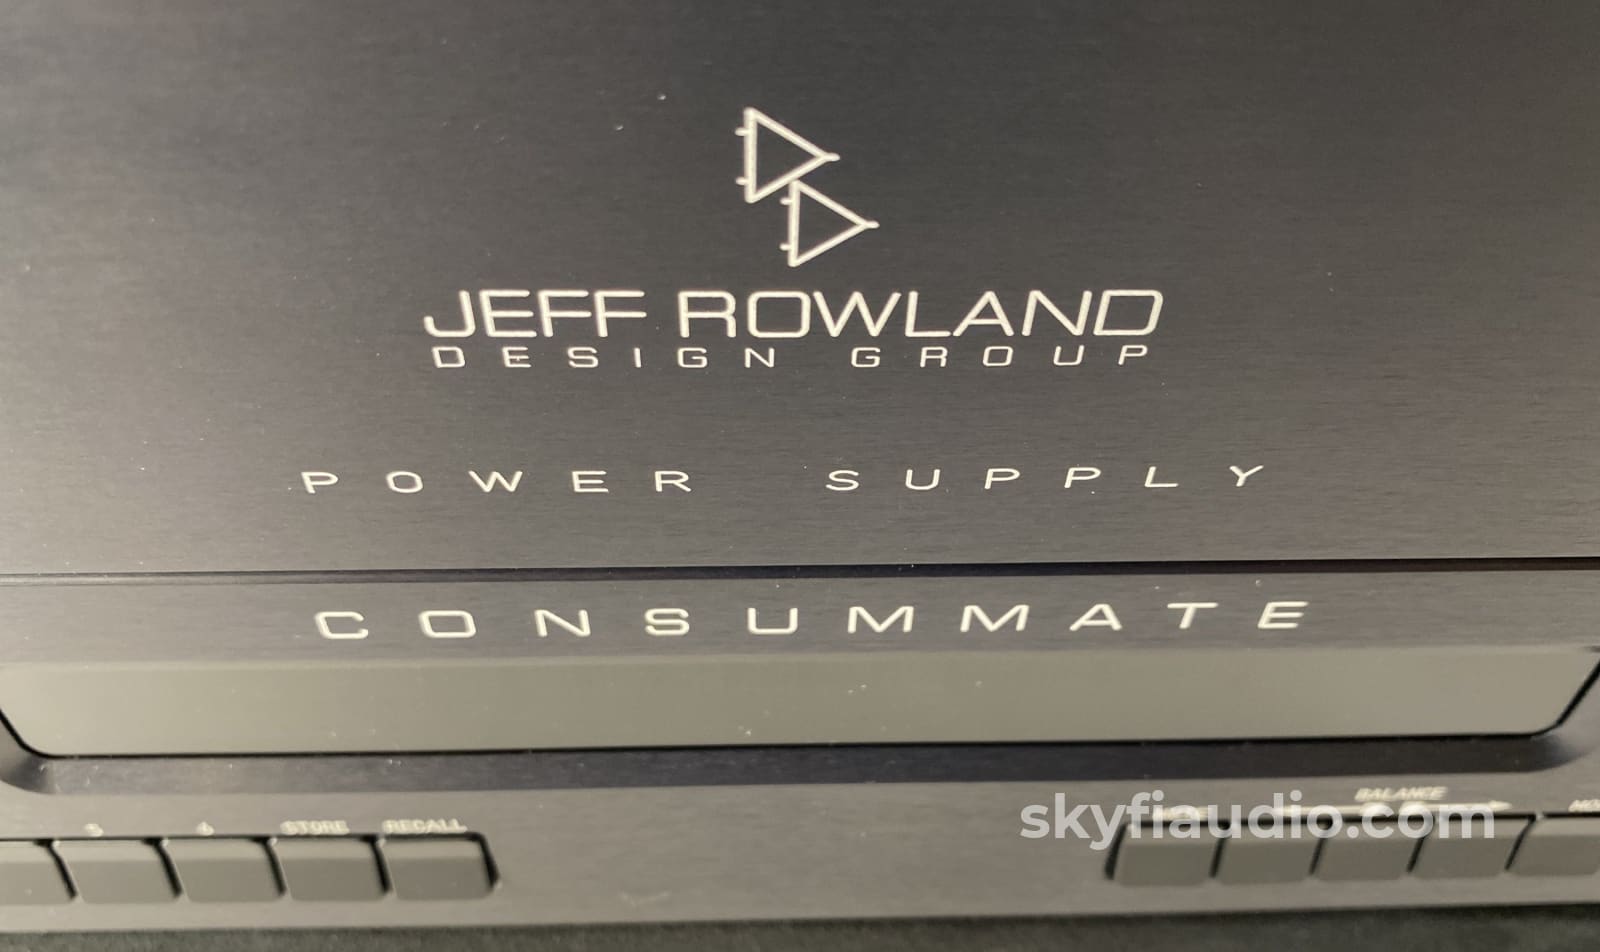 JEFF ROWLAND
DESIGN GROUP
POWER SUPPLY
CONSUMMATE
5 6 STORE RECALL
BALANCE
skyfiaudio.com